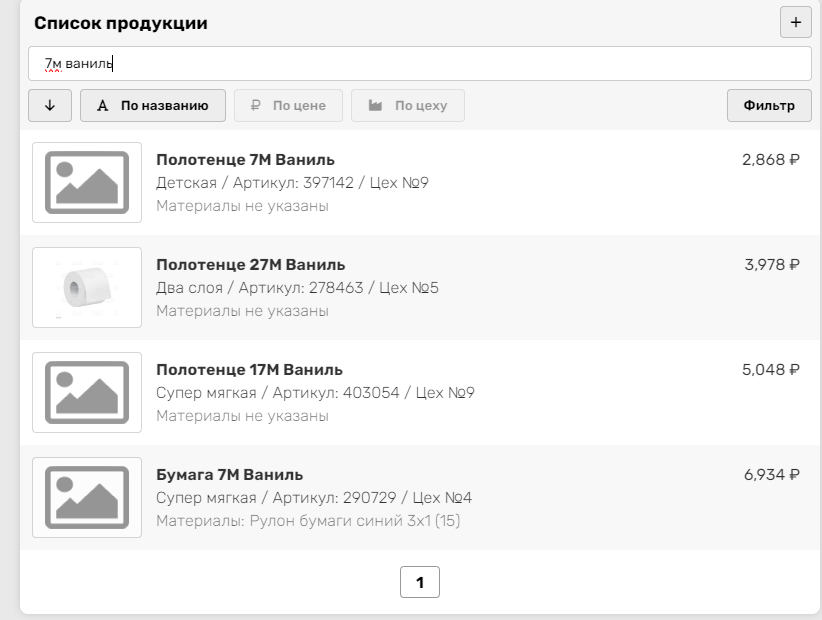 Список продукции
+
7м ваниль
По названию
₽ По цене
По цеху
Фильтр
Полотенце 7М Ваниль
2,868 ₽
Детская / Артикул: 397142 / Цех №9
Материалы не указаны
Полотенце 27М Ваниль
3,978 ₽
Два слоя / Артикул: 278463 / Цех №5
Материалы не указаны
Полотенце 17М Ваниль
5,048 ₽
Супер мягкая / Артикул: 403054 / Цех №9
Материалы не указаны
Бумага 7М Ваниль
6,934 ₽
Супер мягкая / Артикул: 290729 / Цех №4
Материалы: Рулон бумаги синий 3x1 (15)
1